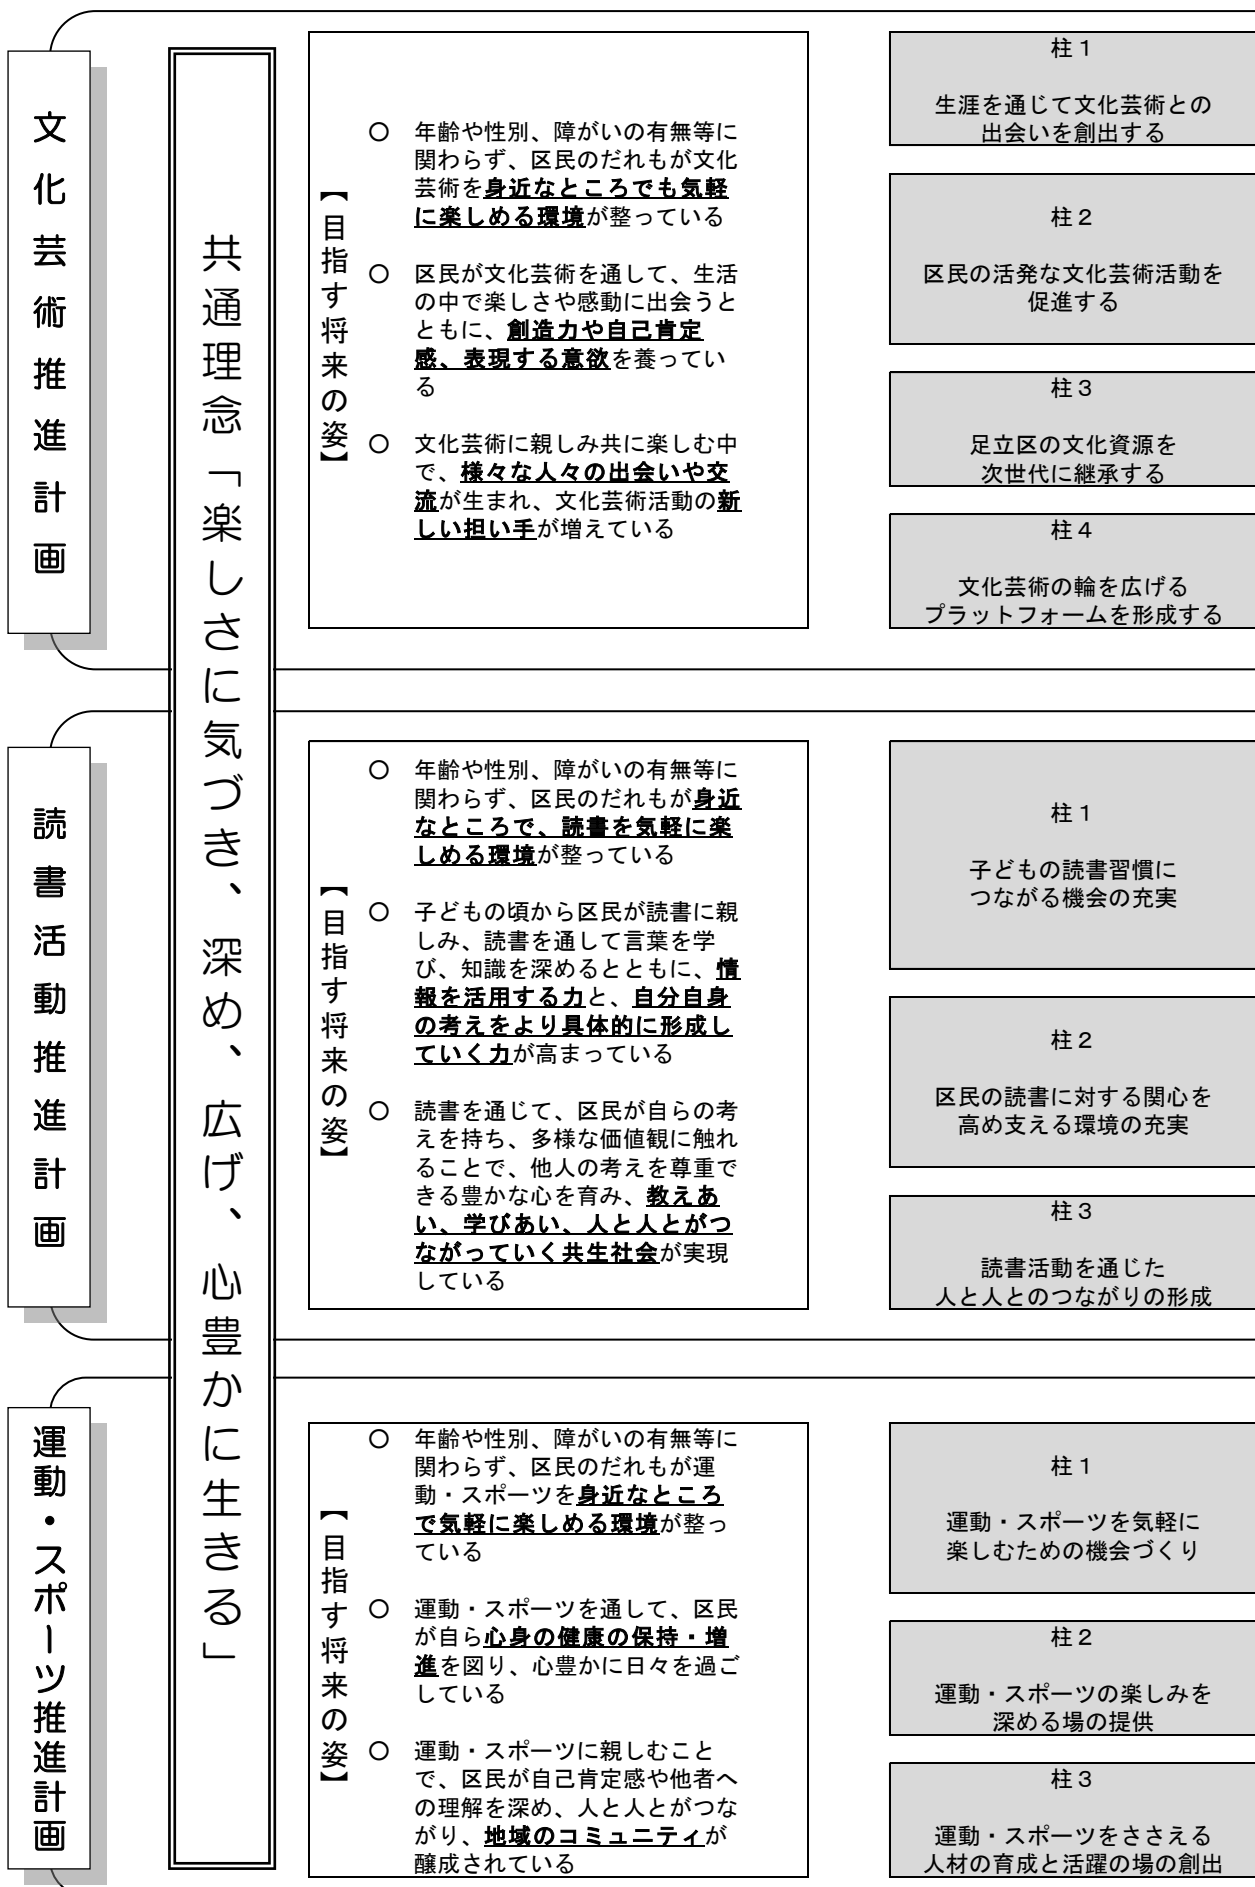 文化芸術推進計画
共通理念「楽しさに気づき、深め、広げ、心豊かに生きる」
【目指す将来の姿】
○ 年齢や性別、障がいの有無等に
関わらず、区民のだれもが文化
芸術を身近なところでも気軽
に楽しめる環境が整っている
○ 区民が文化芸術を通して、生活
の中で楽しさや感動に出会うと
ともに、創造力や自己肯定
感、表現する意欲を養ってい
る
○ 文化芸術に親しみ共に楽しむ中
で、様々な人々の出会いや交
流が生まれ、文化芸術活動の新
しい担い手が増えている
柱1
生涯を通じて文化芸術との
出会いを創出する
柱2
区民の活発な文化芸術活動を
促進する
柱3
足立区の文化資源を
次世代に継承する
柱4
文化芸術の輪を広げる
プラットフォームを形成する
読書活動推進計画
【目指す将来の姿】
○ 年齢や性別、障がいの有無等に
関わらず、区民のだれもが身近
なところで、読書を気軽に楽
しめる環境が整っている
○ 子どもの頃から区民が読書に親
しみ、読書を通して言葉を学
び、知識を深めるとともに、情
報を活用する力と、自分自身
の考えをより具体的に形成し
ていく力が高まっている
○ 読書を通じて、区民が自らの考
えを持ち、多様な価値観に触れ
ることで、他人の考えを尊重で
きる豊かな心を育み、教えあ
い、学びあい、人と人とがつ
ながっていく共生社会が実現
している
柱1
子どもの読書習慣に
つながる機会の充実
柱2
区民の読書に対する関心を
高め支える環境の充実
柱3
読書活動を通じた
人と人とのつながりの形成
運動・スポーツ推進計画
【目指す将来の姿】
○ 年齢や性別、障がいの有無等に
関わらず、区民のだれもが運
動・スポーツを身近なところ
で気軽に楽しめる環境が整っ
ている
○ 運動・スポーツを通して、区民
が自ら心身の健康の保持・増
進を図り、心豊かに日々を過ご
している
○ 運動・スポーツに親しむこと
で、区民が自己肯定感や他者へ
の理解を深め、人と人とがつな
がり、地域のコミュニティが
醸成されている
柱1
運動・スポーツを気軽に
楽しむための機会づくり
柱2
運動・スポーツの楽しみを
深める場の提供
柱3
運動・スポーツをささえる
人材の育成と活躍の場の創出